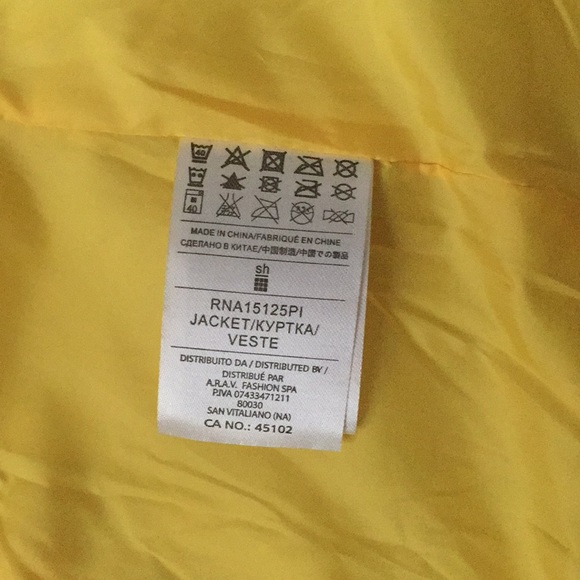 40
40
MADE IN CHINA/FABRIQUÉ EN CHINE
СДЕЛАНО В КИТАЕ/中国制造/中国での製品
sh
RNA15125PI
JACKET/КУРТКА/
VESTE
DISTRIBUITO DA / DISTRIBUTED BY /
DISTRIBUÉ PAR
A.R.A.V. FASHION SPA
P.IVA 07433471211
80030
SAN VITALIANO (NA)
CA NO.: 45102